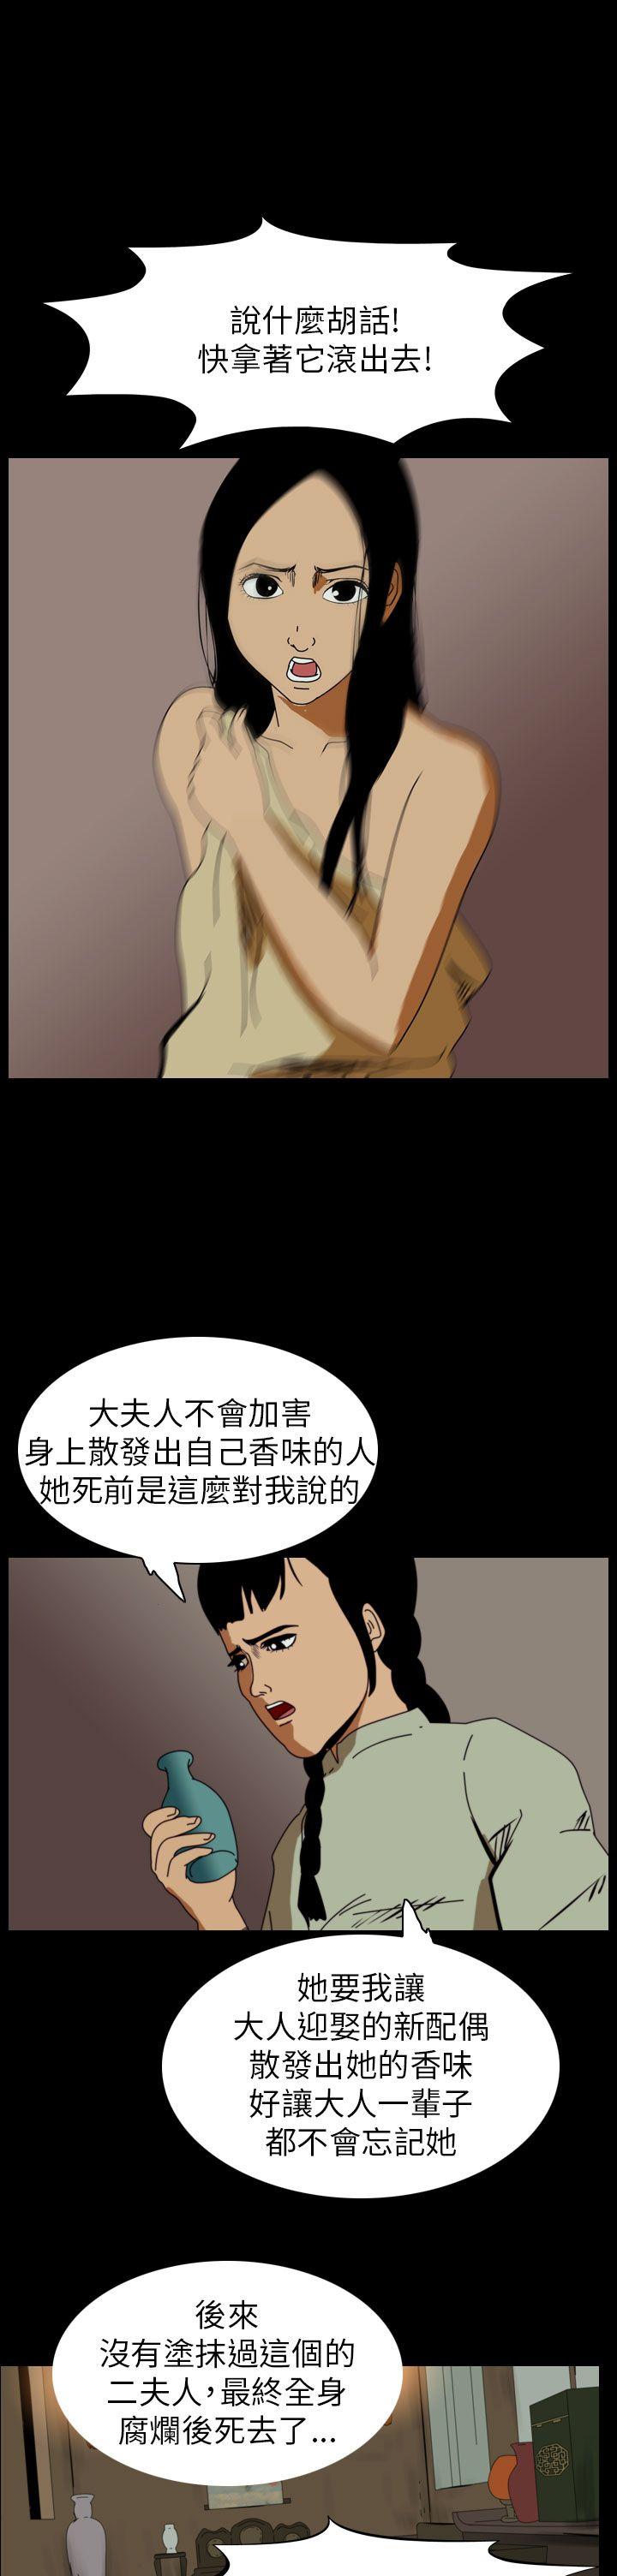 說什麼胡話!
快拿著它滾出去!
大夫人不會加害
身上散發出自己香味的人
她死前是這麼對我說的
她要我讓
大人迎娶的新配偶
散發出她的香味
好讓大人一輩子
都不會忘記她
後來
沒有塗抹過這個的
二夫人，最終全身
腐爛後死去了...